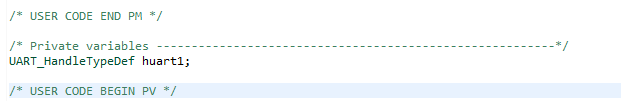 /* USER CODE END PM */
/* Private variables ---------------------------------------------------------*/
UART_HandleTypeDef huart1;
/* USER CODE BEGIN PV */